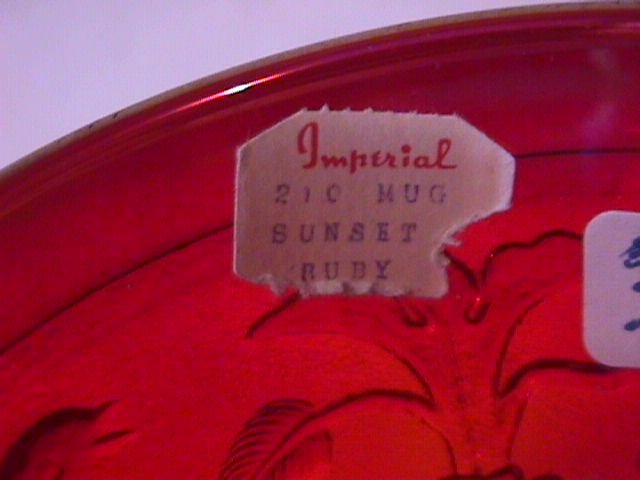 Imperial
210 MUG
SUNSET
RUBY